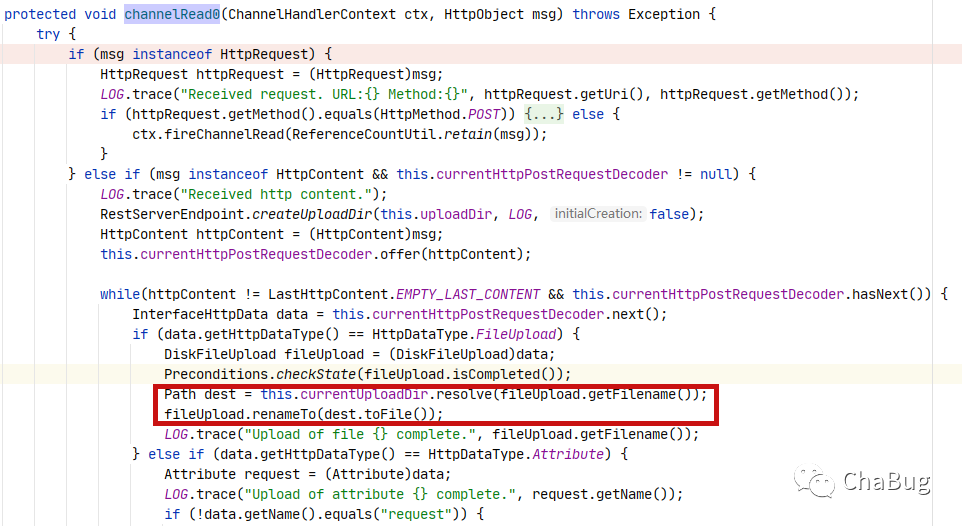 protected void channelRead0(ChannelHandlerContext ctx, HttpObject msg) throws Exception {
try {
if (msg instanceof HttpRequest) {
HttpRequest httpRequest = (HttpRequest)msg;
LOG.trace("Received request. URL:{} Method:{}", httpRequest.getUri(), httpRequest.getMethod());
if (httpRequest.getMethod().equals(HttpMethod.POST)) {...} else {
ctx.fireChannelRead(ReferenceCountUtil.retain(msg));
}
} else if (msg instanceof HttpContent && this.currentHttpPostRequestDecoder != null) {
LOG.trace("Received http content.");
RestServerEndpoint.createUploadDir(this.uploadDir, LOG, initialCreation: false);
HttpContent httpContent = (HttpContent)msg;
this.currentHttpPostRequestDecoder.offer(httpContent);
while(httpContent != LastHttpContent.EMPTY_LAST_CONTENT && this.currentHttpPostRequestDecoder.hasNext()) {
InterfaceHttpData data = this.currentHttpPostRequestDecoder.next();
if (data.getHttpDataType() == HttpDataType.FileUpload) {
DiskFileUpload fileUpload = (DiskFileUpload)data;
Preconditions.checkState(fileUpload.isCompleted());
Path dest = this.currentUploadDir.resolve(fileUpload.getFilename());
fileUpload.renameTo(dest.toFile());
LOG.trace("Upload of file {} complete.", fileUpload.getFilename());
} else if (data.getHttpDataType() == HttpDataType.Attribute) {
Attribute request = (Attribute)data;
LOG.trace("Upload of attribute {} complete.", request.getName());
if (!data.getName().equals("request")) {
ChaBug